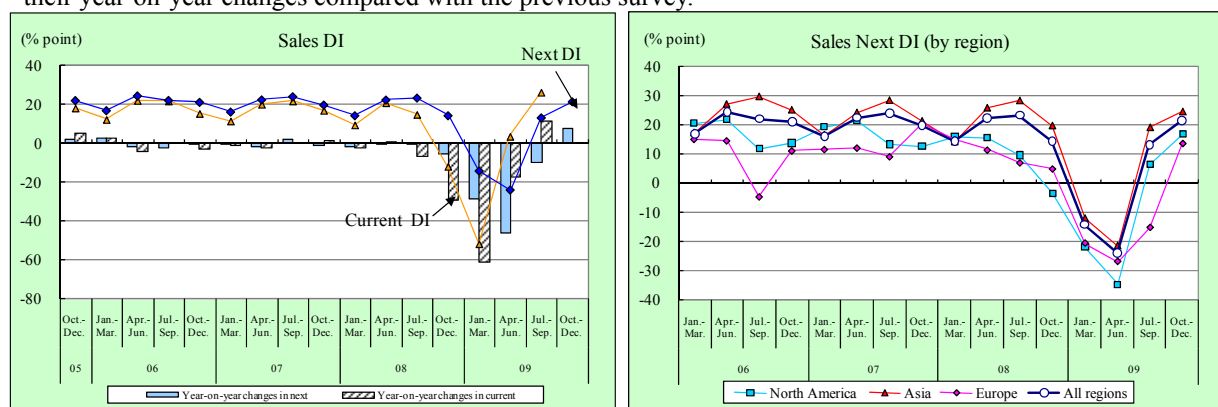 their year-on-year changes compared with the previous survey.
(% point)
Sales DI
Next DI
40
20
0
-20
-40
-60
-80
Current DI
Oct.- Jan.- Apr.- Jul.- Oct.- Jan.- Apr.- Jul.- Oct.- Jan.- Apr.- Jul.- Oct.- Jan.- Apr.- Jul.- Oct.-
Dec. Mar. Jun. Sep. Dec. Mar. Jun. Sep. Dec. Mar. Jun. Sep. Dec. Mar. Jun. Sep. Dec.
05 06 07 08 09
Year-on-year changes in next Year-on-year changes in current
(% point)
Sales Next DI (by region)
40
30
20
10
0
-10
-20
-30
-40
Jan.- Apr.- Jul.- Oct.- Jan.- Apr.- Jul.- Oct.- Jan.- Apr.- Jul.- Oct.- Jan.- Apr.- Jul.- Oct.-
Mar. Jun. Sep. Dec. Mar. Jun. Sep. Dec. Mar. Jun. Sep. Dec. Mar. Jun. Sep. Dec.
06 07 08 09
North America Asia Europe All regions